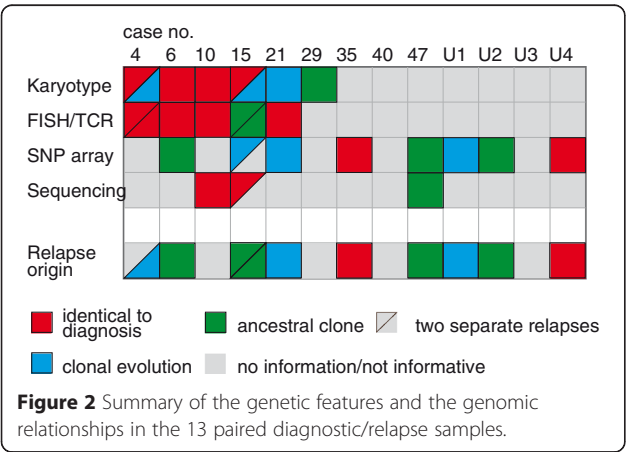 case no.
4 6 10 15 21 29 35 40 47 U1 U2 U3 U4
Karyotype
FISH/TCR
SNP array
Sequencing
Relapse
origin
identical to
diagnosis
ancestral clone
two separate relapses
clonal evolution
no information/not informative
Figure 2 Summary of the genetic features and the genomic
relationships in the 13 paired diagnostic/relapse samples.